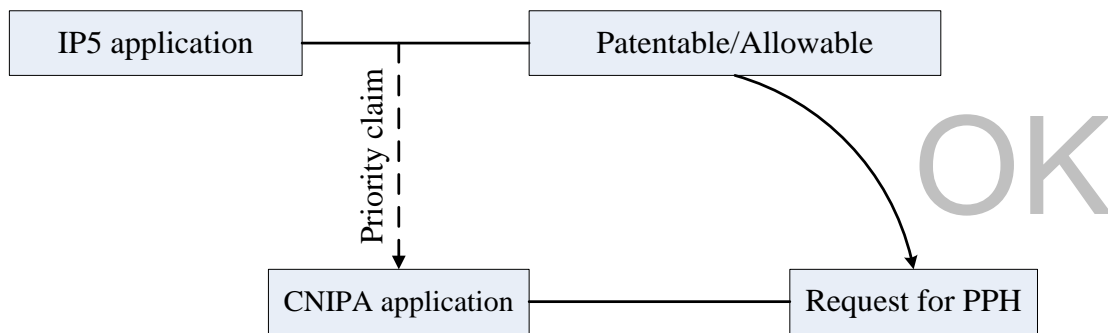 IP5 application
Patentable/Allowable
Priority claim
OK
CNIPA application
Request for PPH